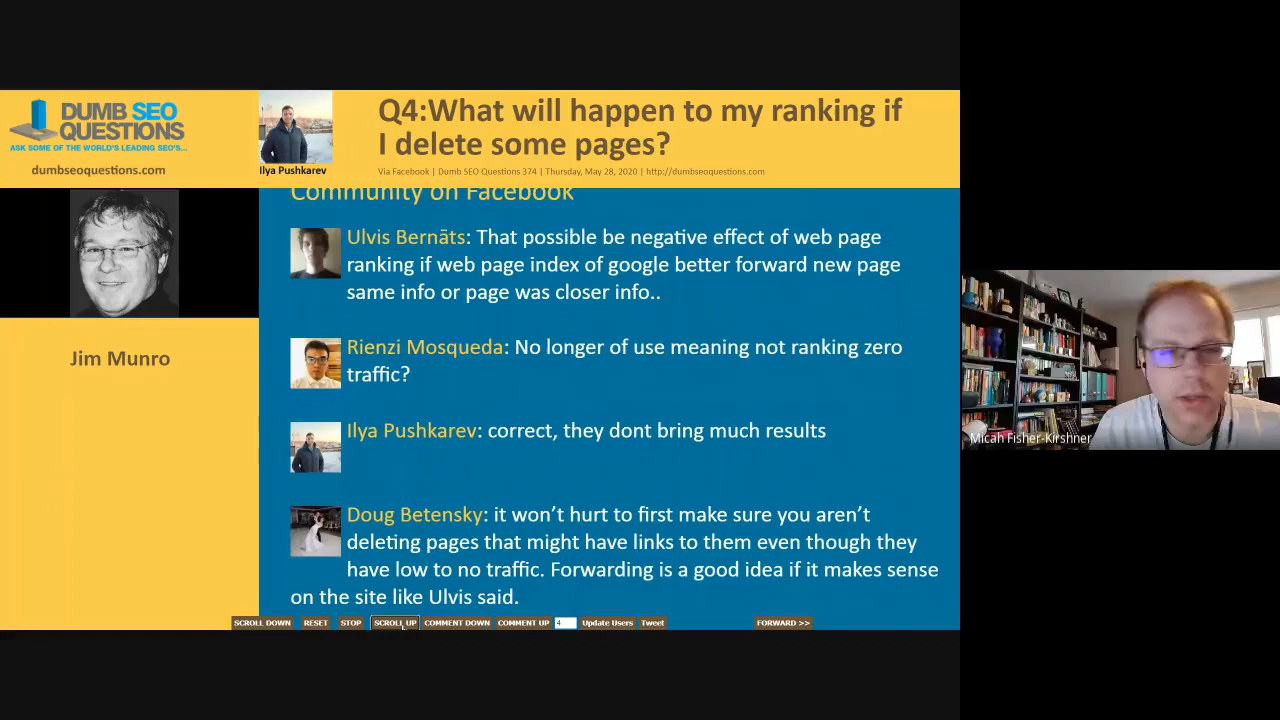 DUMB SEO
QUESTIONS
ASK SOME OF THE WORLD'S LEADING SEO'S...
dumbseoquestions.com
Ilya Pushkarev
Q4:What will happen to my ranking if
I delete some pages?
Via Facebook | Dumb SEO Questions 374 | Thursday, May 28, 2020 | http://dumbseoquestions.com
Jim Munro
Community on Facebook
Ulvis Bernāts: That possible be negative effect of web page
ranking if web page index of google better forward new page
same info or page was closer info..
Rienzi Mosqueda: No longer of use meaning not ranking zero
traffic?
Ilya Pushkarev: correct, they dont bring much results
Doug Betensky: it won't hurt to first make sure you aren't
deleting pages that might have links to them even though they
have low to no traffic. Forwarding is a good idea if it makes sense
on the site like Ulvis said.
SCROLL DOWN RESET STOP SCROLL UP COMMENT DOWN COMMENT UP 4 Update Users Tweet FORWARD >>
Micah Fisher-Kirshner